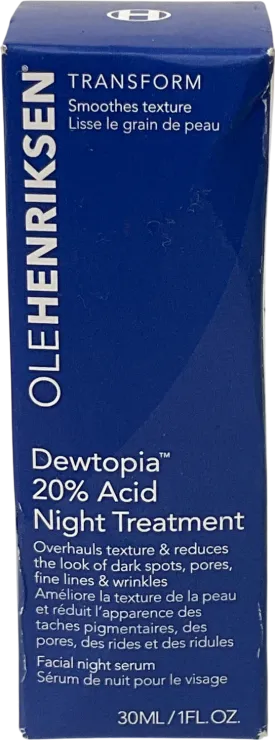 OLEHENRIKSEN
TRANSFORM
Smoothes texture
Lisse le grain de peau
Dewtopia™
20% Acid
Night Treatment
Overhauls texture & reduces
the look of dark spots, pores,
fine lines & wrinkles
Améliore la texture de la peau
et réduit l'apparence des
taches pigmentaires, des
pores, des rides et des ridules
Facial night serum
Sérum de nuit pour le visage
30ML/1FL.OZ.